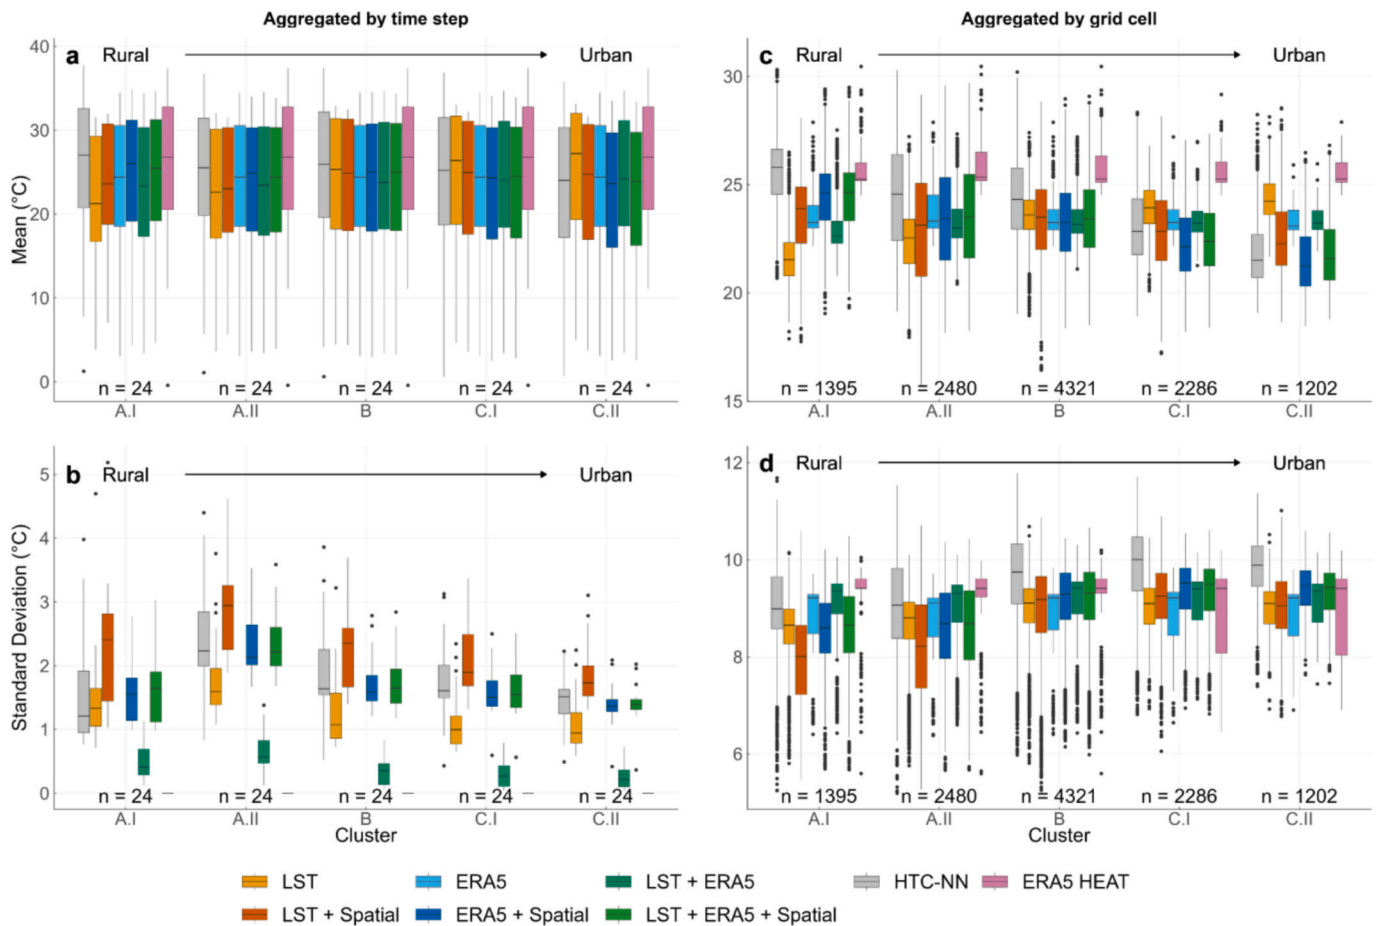 Aggregated by time step
Aggregated by grid cell
a
Rural
Urban
Mean (°C)
40
30
20
10
0
n = 24
n = 24
n = 24
n = 24
n = 24
A.I
A.II
B
C.I
C.II
c
Rural
Urban
30
25
20
15
n = 1395
n = 2480
n = 4321
n = 2286
n = 1202
A.I
A.II
B
C.I
C.II
b
Rural
Urban
Standard Deviation (°C)
5
4
3
2
1
0
n = 24
n = 24
n = 24
n = 24
n = 24
A.I
A.II
B
C.I
C.II
Cluster
d
Rural
Urban
12
10
8
6
n = 1395
n = 2480
n = 4321
n = 2286
n = 1202
A.I
A.II
B
C.I
C.II
Cluster
LST
ERA5
LST + ERA5
HTC-NN
ERA5 HEAT
LST + Spatial
ERA5 + Spatial
LST + ERA5 + Spatial